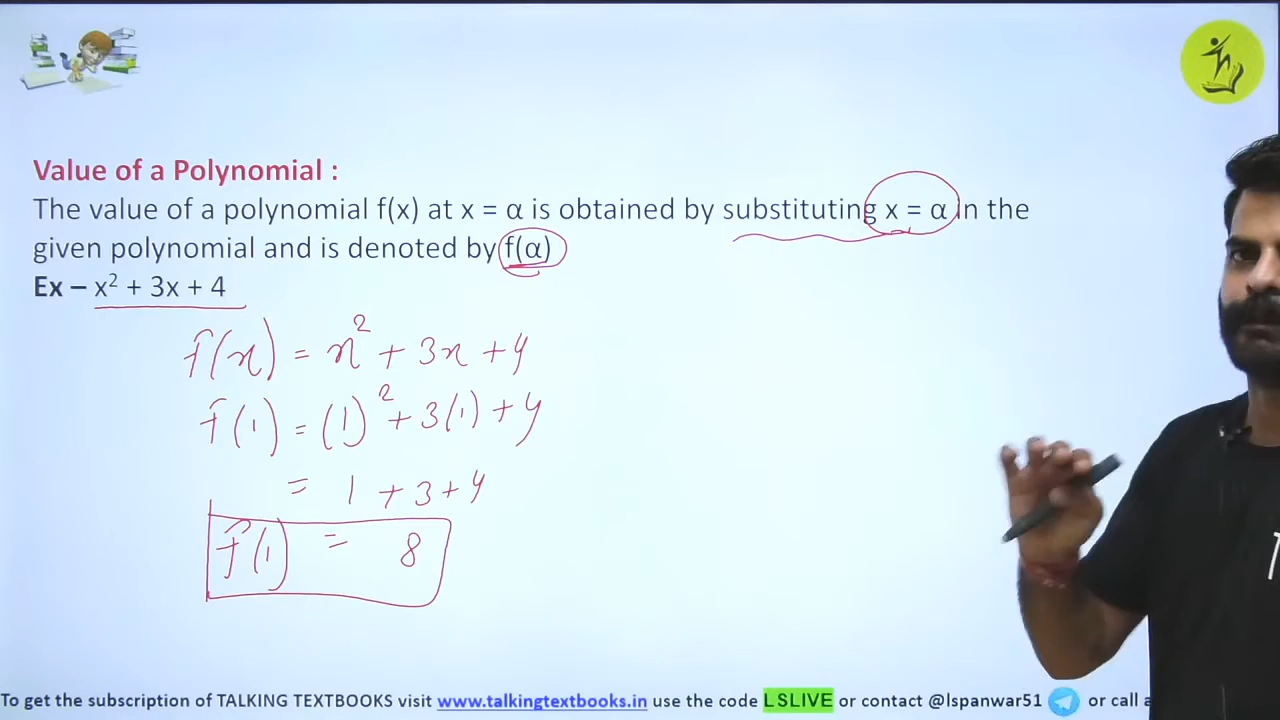 Value of a Polynomial :
The value of a polynomial f(x) at x = α is obtained by substituting x = α in the
given polynomial and is denoted by f(α)
Ex – x² + 3x + 4
f(x) = x² + 3x + 4
f(1) = (1)² + 3(1) + 4
= 1 + 3 + 4
f(1) = 8
To get the subscription of TALKING TEXTBOOKS visit www.talkingtextbooks.in use the code LSLIVE or contact @lspanwar51 or call